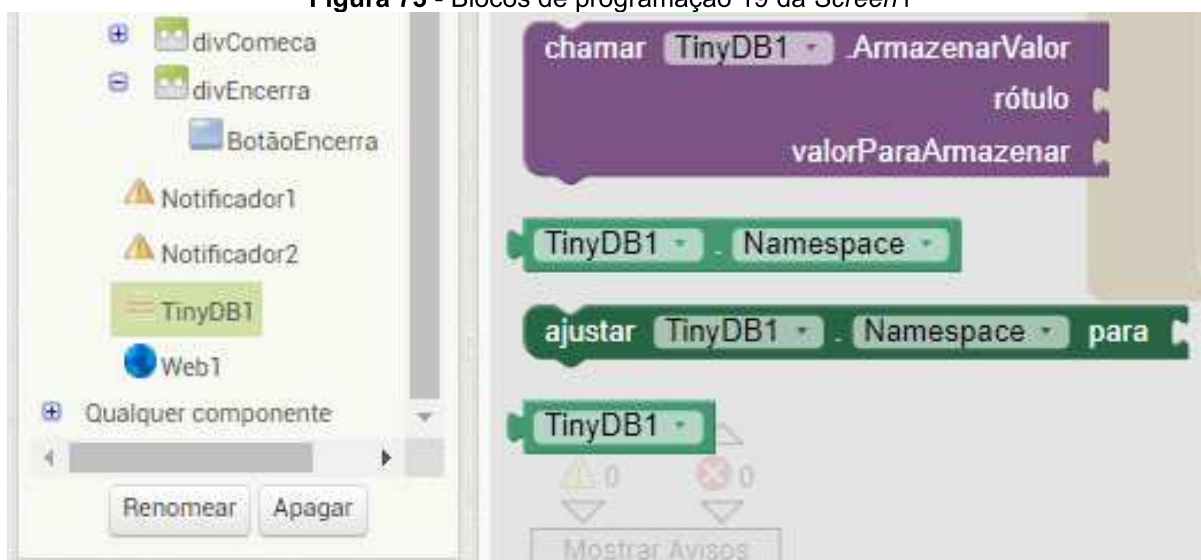 Figura 75 - Blocos de programação 19 da Screen1
divComeca
divEncerra
BotãoEncerra
Notificador1
Notificador2
TinyDB1
Web1
Qualquer componente
Renomear Apagar
chamar TinyDB1 .ArmazenarValor
rótulo
valorParaArmazenar
TinyDB1 . Namespace
ajustar TinyDB1 . Namespace para
TinyDB1
0 0
Mostrar Avisos